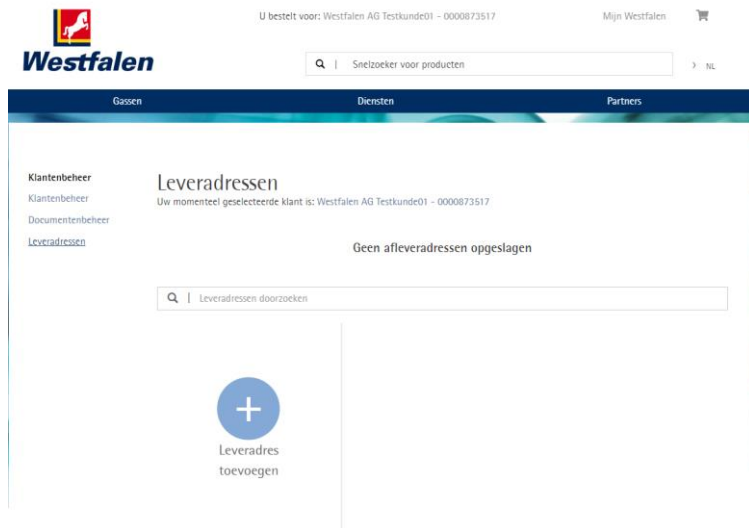 U bestelt voor: Westfalen AG Testkunde01 - 0000873517
Mijn Westfalen
Westfalen
Snelzoeker voor producten
NL
Gassen
Diensten
Partners
Klantenbeheer
Klantenbeheer
Documentenbeheer
Leveradressen
Leveradressen
Uw momenteel geselecteerde klant is: Westfalen AG Testkunde01 - 0000873517
Geen afleveradressen opgeslagen
Leveradressen doorzoeken
Leveradres
toevoegen